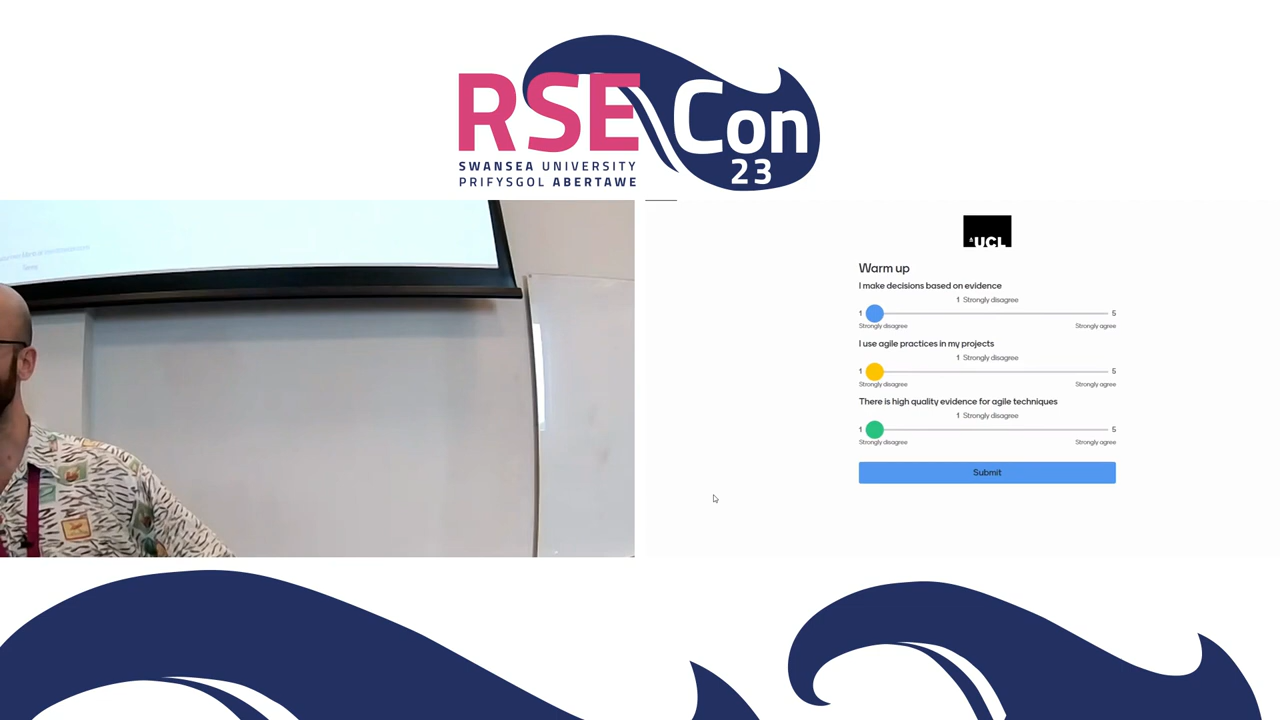 RSE Con
23
SWANSEA UNIVERSITY
PRIFYSGOL ABERTAWE
UCL
Warm up
I make decisions based on evidence
1 Strongly disagree
1 5
Strongly disagree Strongly agree
I use agile practices in my projects
1 Strongly disagree
1 5
Strongly disagree Strongly agree
There is high quality evidence for agile techniques
1 Strongly disagree
1 5
Strongly disagree Strongly agree
Submit